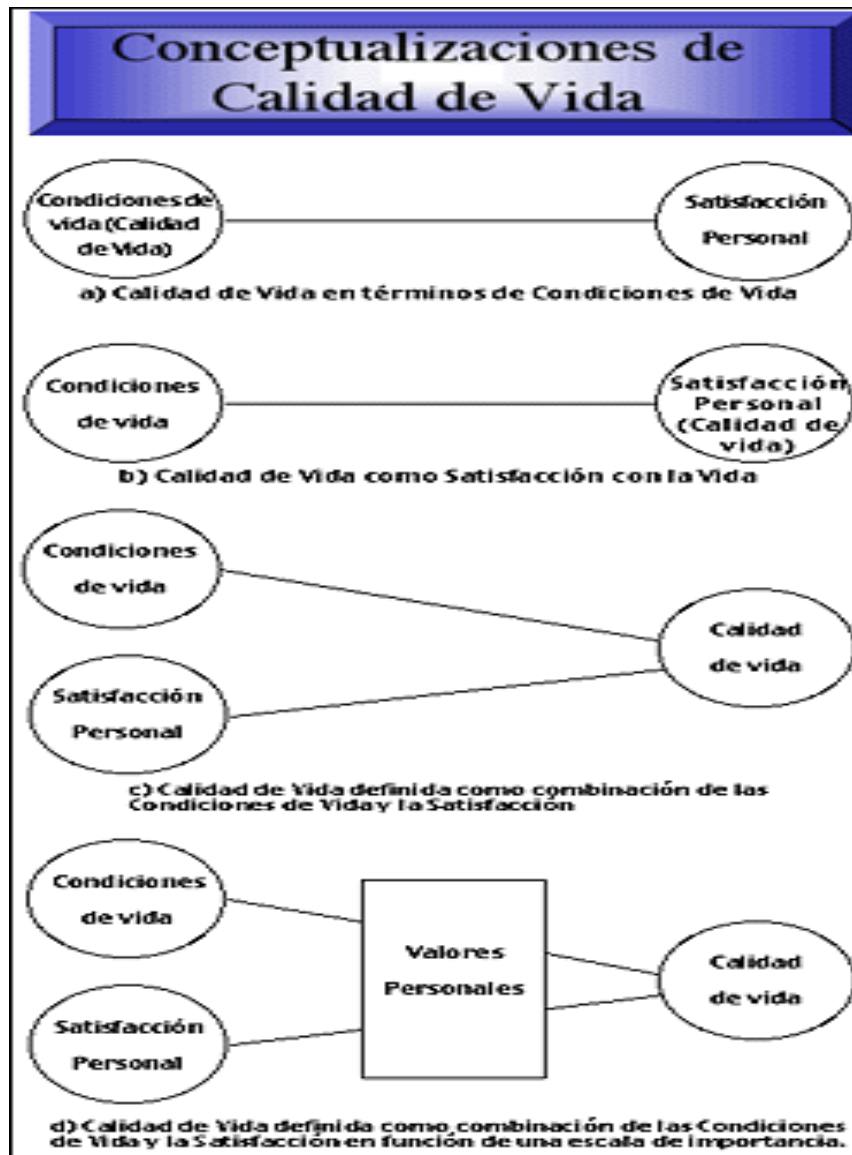 Conceptualizaciones de
Calidad de Vida
Condiciones de
vida (Calidad
de Vida)
Satisfacción
Personal
a) Calidad de Vida en términos de Condiciones de Vida
Condiciones
de vida
Satisfacción
Personal
(Calidad de
vida)
b) Calidad de Vida como Satisfacción con la Vida
Condiciones
de vida
Satisfacción
Personal
Calidad
de vida
c) Calidad de Vida definida como combinación de las
Condiciones de Vida y la Satisfacción
Condiciones
de vida
Satisfacción
Personal
Valores
Personales
Calidad
de vida
d) Calidad de Vida definida como combinación de las Condiciones
de Vida y la Satisfacción en función de una escala de importancia.